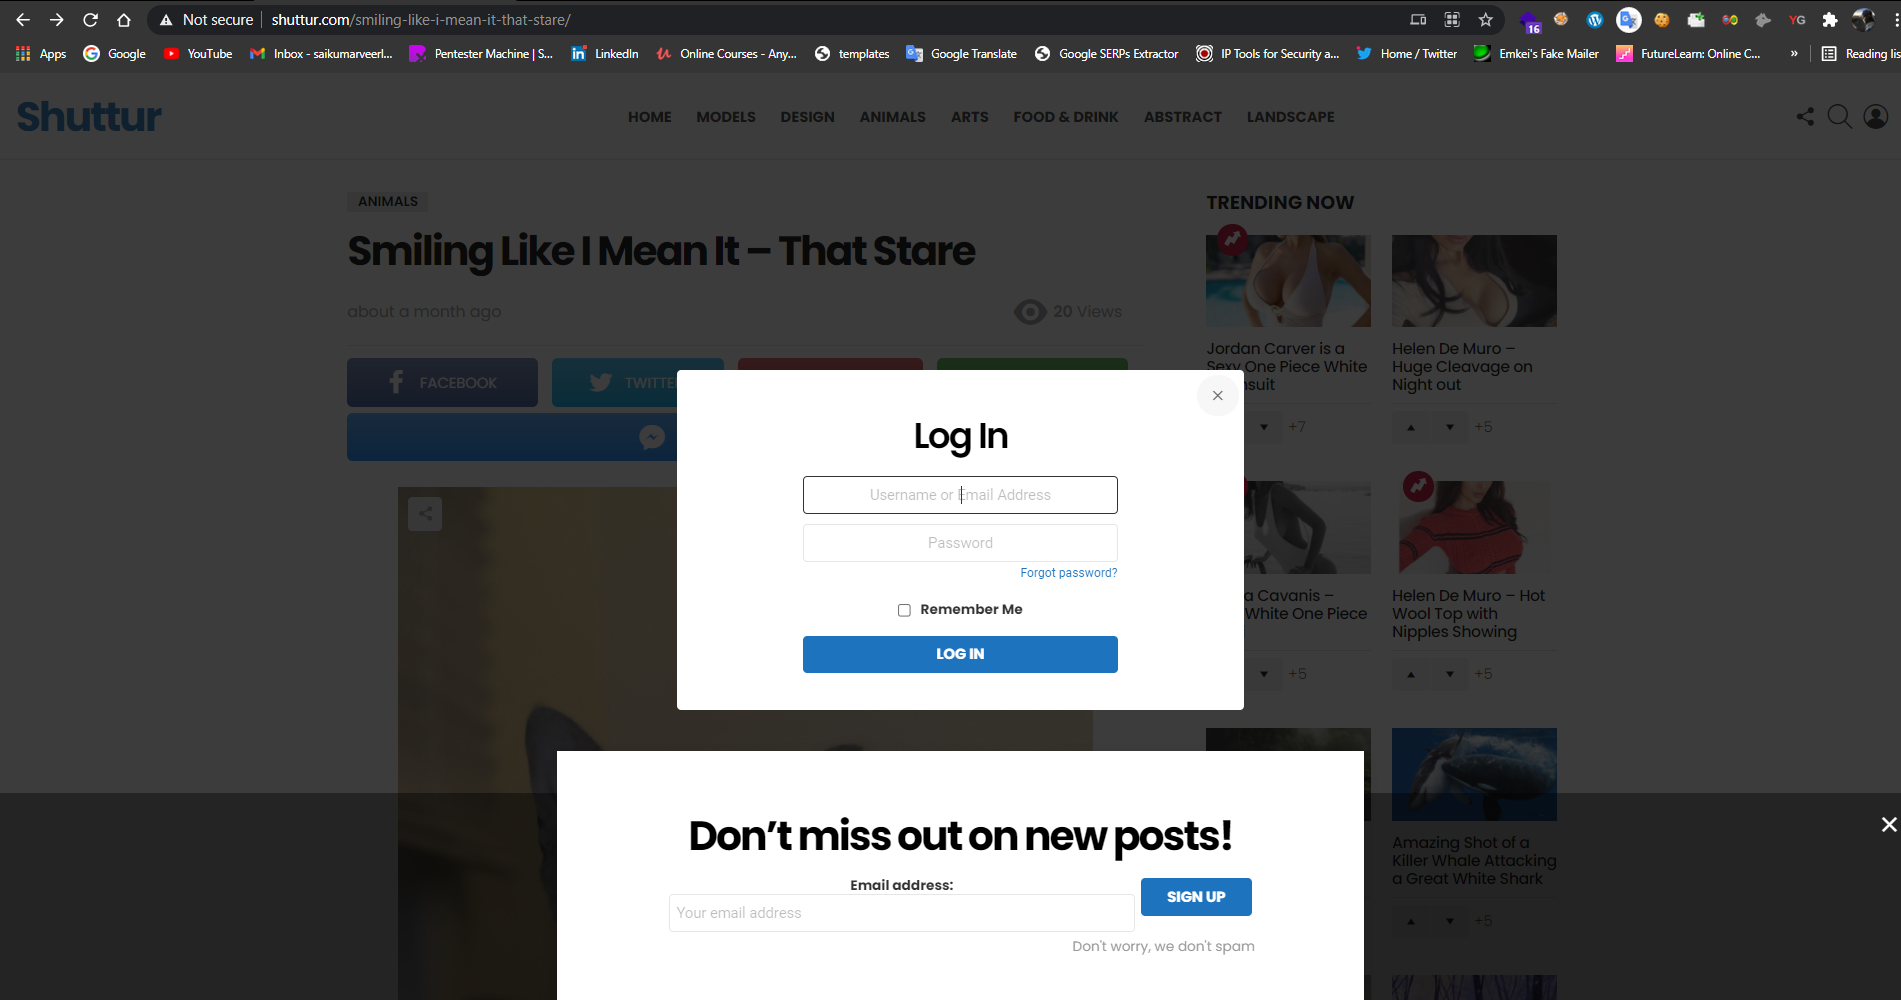 Not secure | shuttur.com/smiling-like-i-mean-it-that-stare/
16
YG
Apps Google YouTube Inbox - saikumarveerl... Pentester Machine | S... LinkedIn Online Courses - Any... templates Google Translate Google SERPs Extractor IP Tools for Security a... Home / Twitter Emkei's Fake Mailer FutureLearn: Online C... » Reading lis
Shuttur
HOME MODELS DESIGN ANIMALS ARTS FOOD & DRINK ABSTRACT LANDSCAPE
ANIMALS
Smiling Like I Mean It – That Stare
about a month ago
20 Views
FACEBOOK
TWITTE
Log In
Username or Email Address
Password
Forgot password?
Remember Me
LOG IN
TRENDING NOW
Jordan Carver is a
Sexy One Piece White
nsuit
+7
Helen De Muro –
Huge Cleavage on
Night out
+5
a Cavanis –
White One Piece
+5
Helen De Muro – Hot
Wool Top with
Nipples Showing
+5
Amazing Shot of a
Killer Whale Attacking
a Great White Shark
+5
Don't miss out on new posts!
Email address:
Your email address
SIGN UP
Don't worry, we don't spam